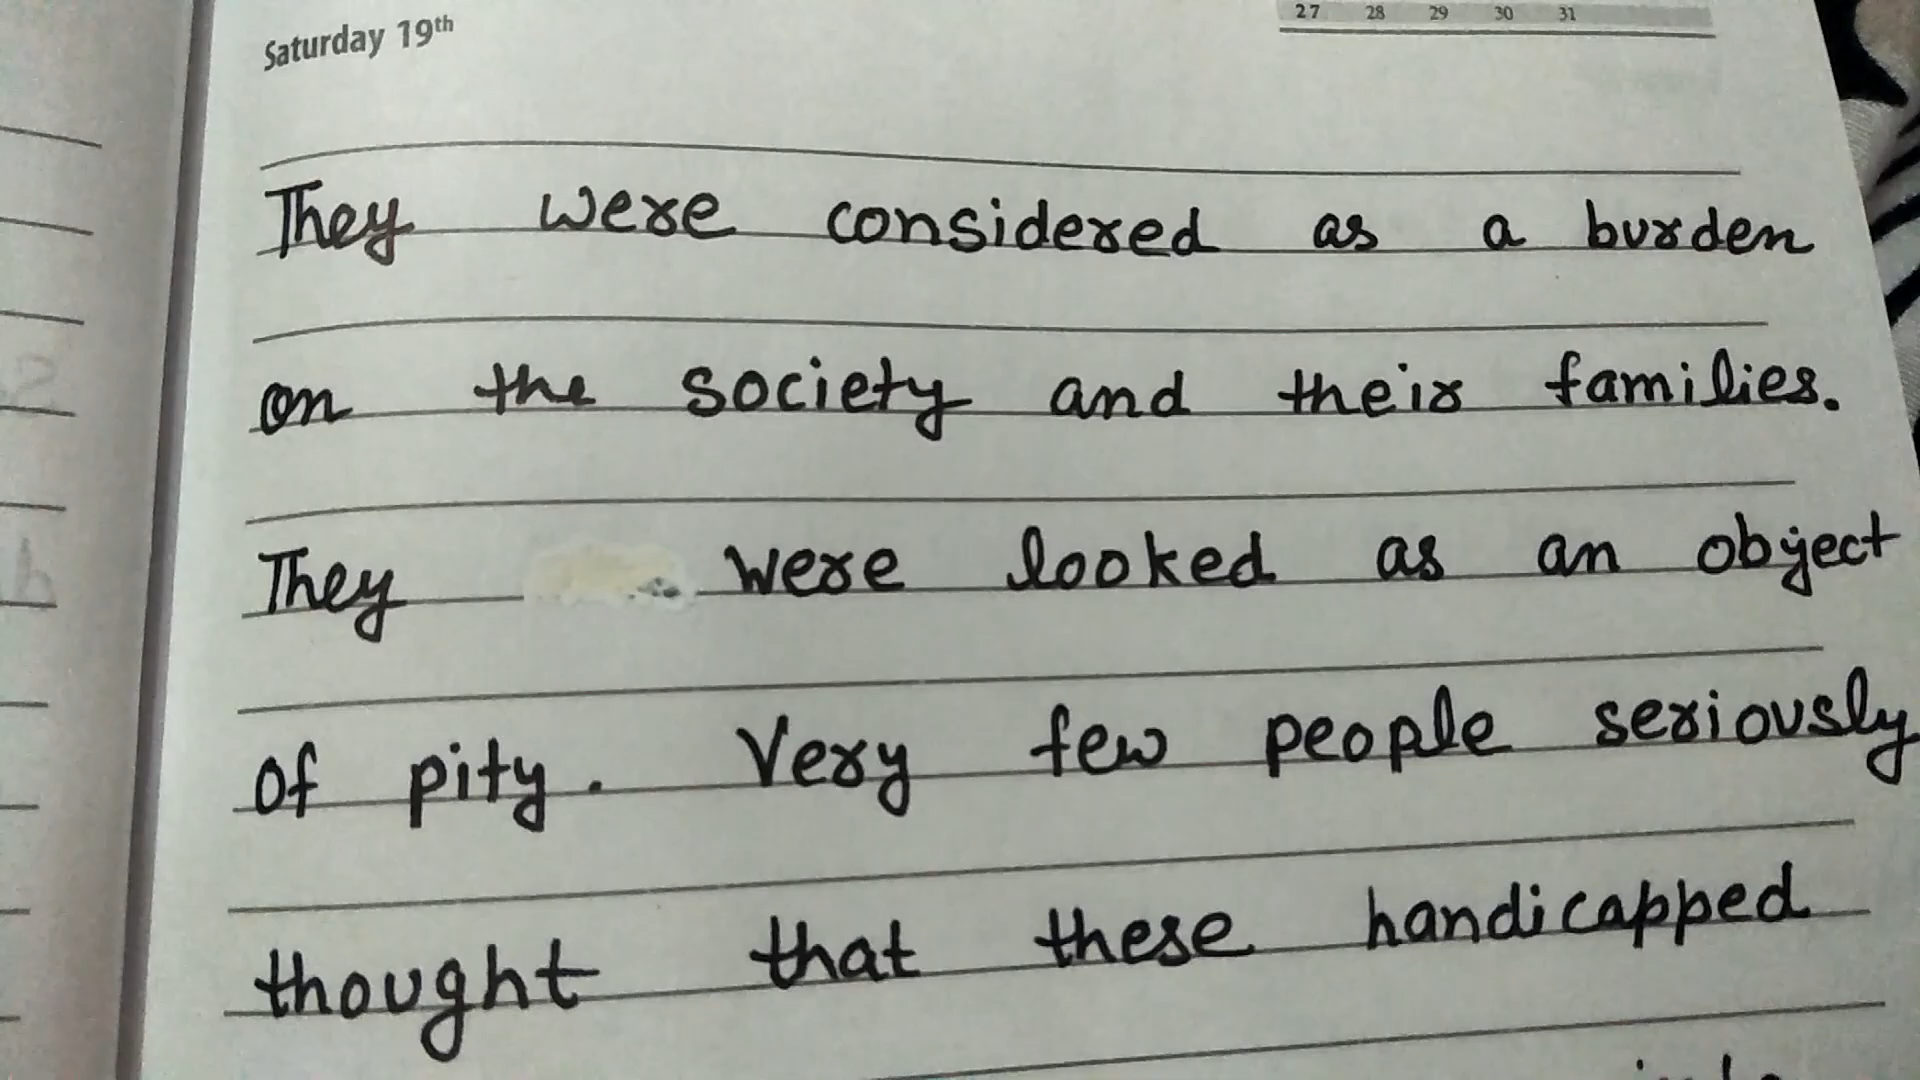 27 28 29 30 31
Saturday 19th
They were considered as a burden
on the society and their families.
They were looked as an object
of pity. Very few people seriously
thought that these handicapped